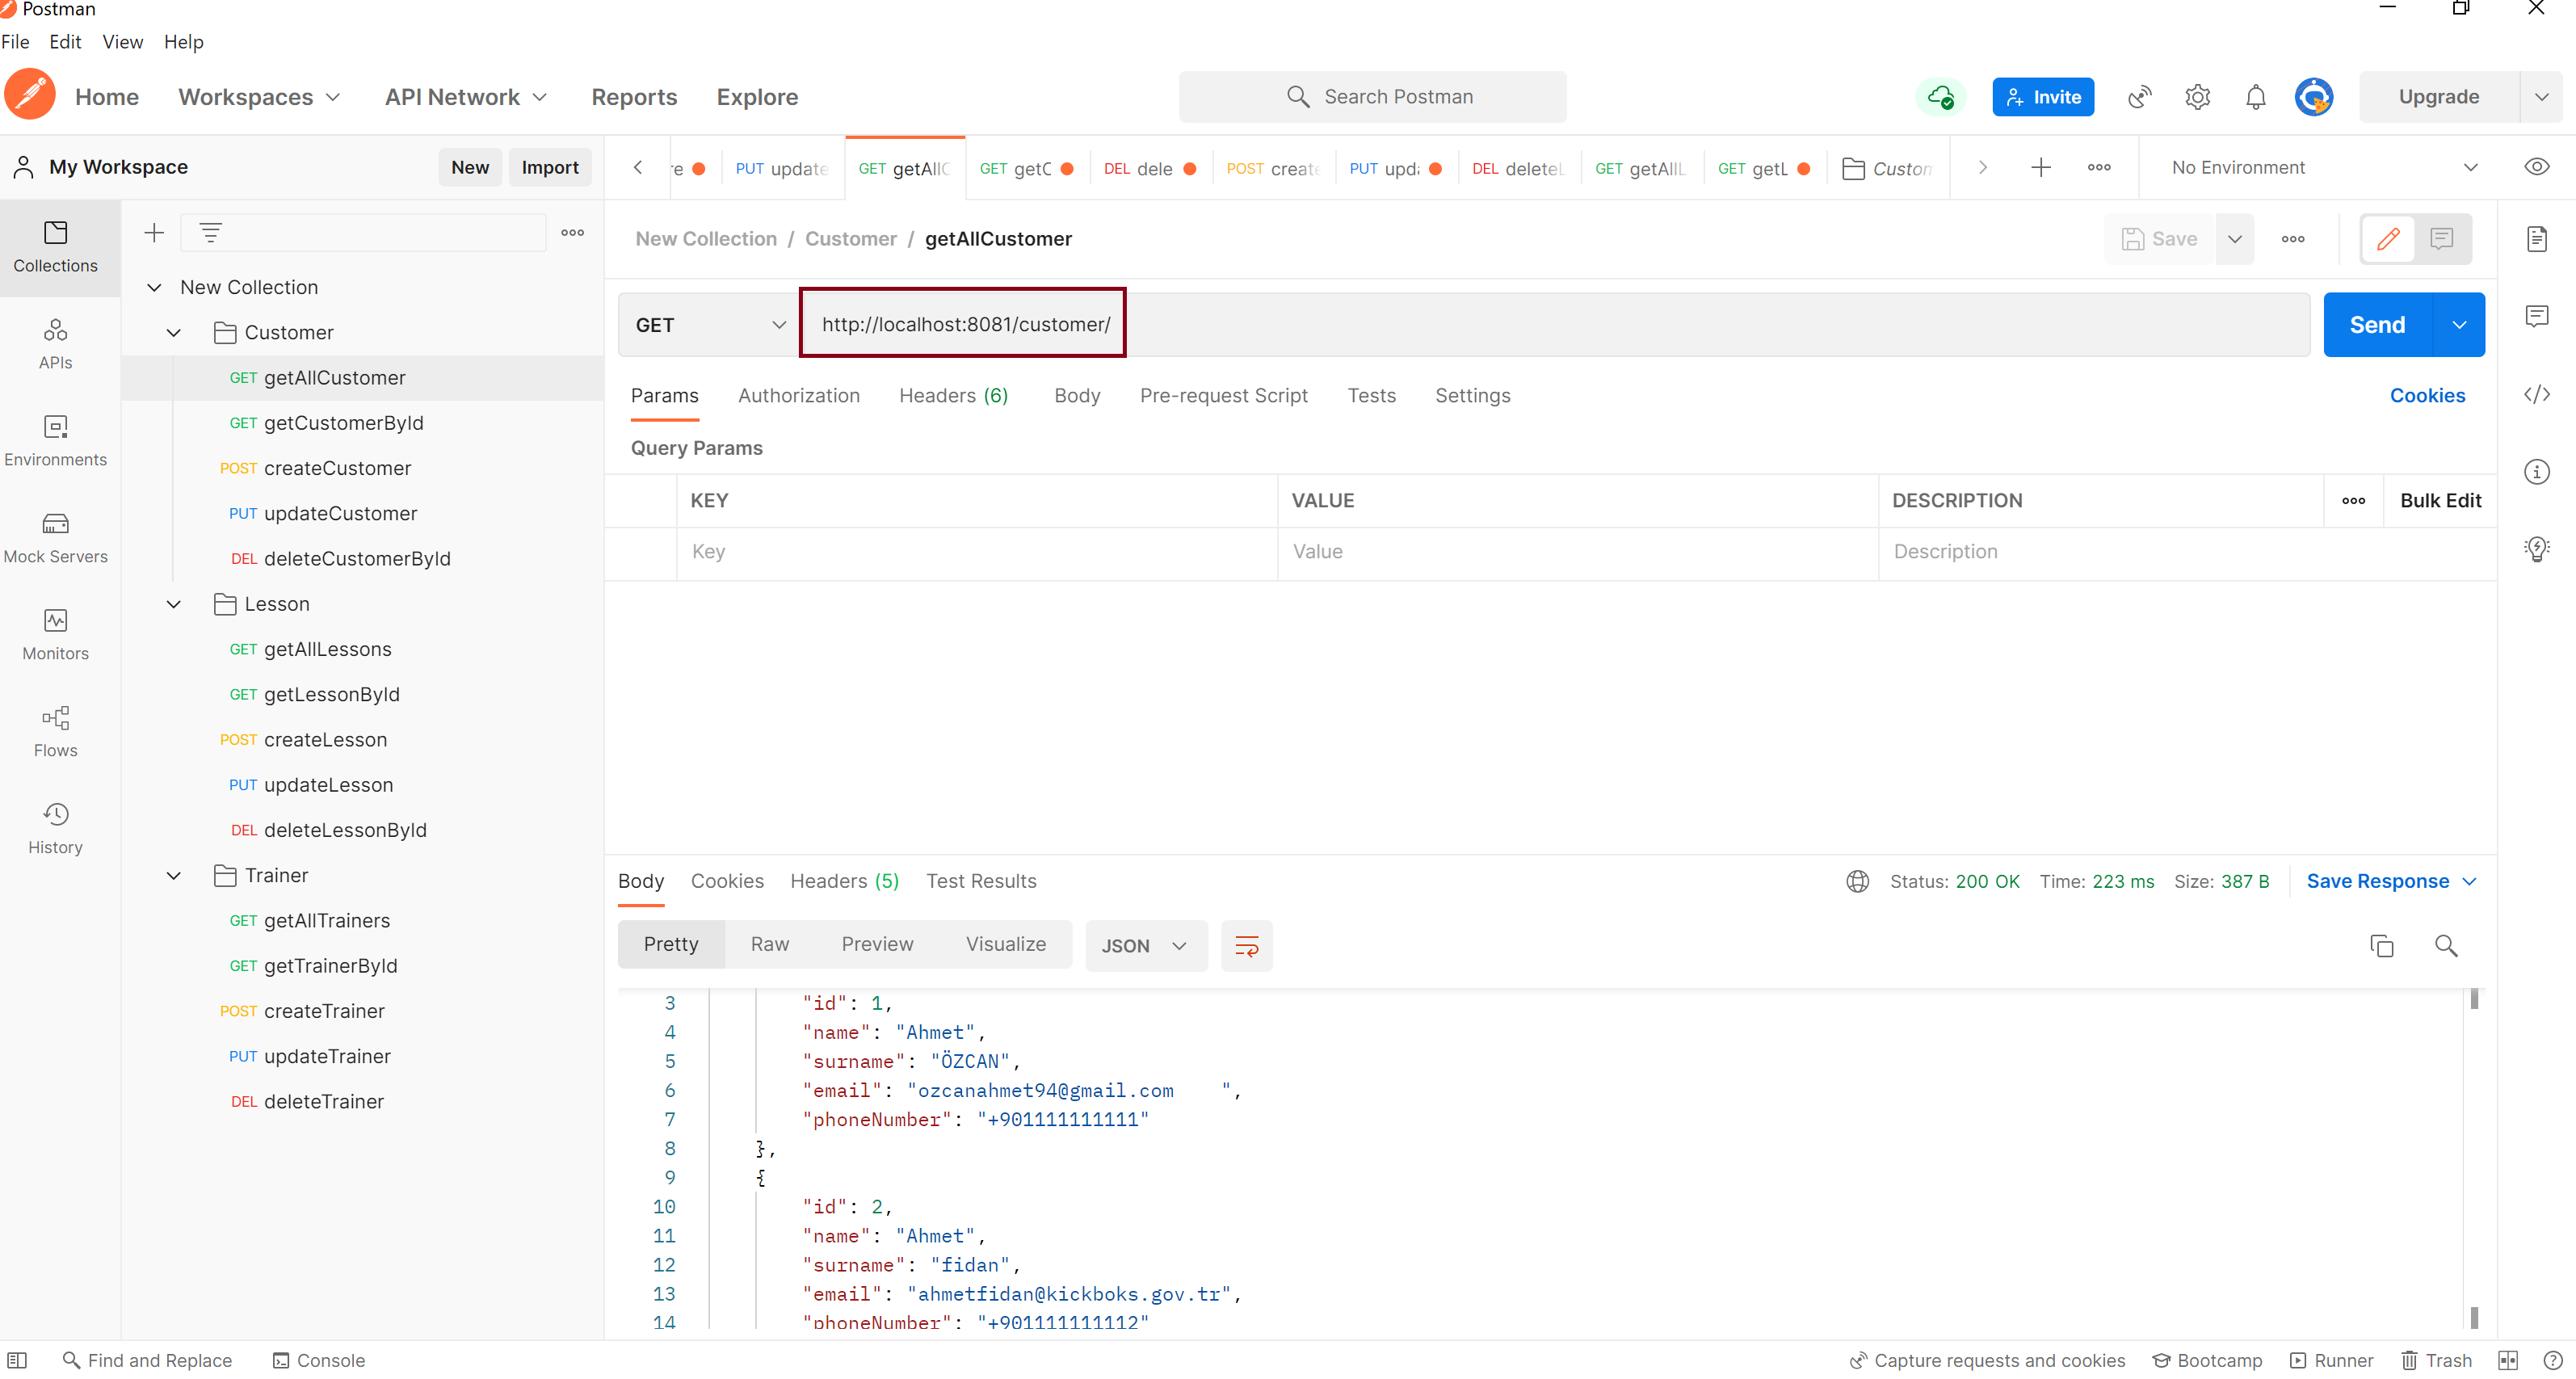 Postman
File Edit View Help
Home Workspaces API Network Reports Explore Search Postman Invite Upgrade
My Workspace New Import
re PUT update GET getAllC GET getC DEL dele POST create PUT upd DEL deleteL GET getAllL GET getL Custom No Environment
Collections
APIs
Environments
Mock Servers
Monitors
Flows
History
New Collection
Customer
GET getAllCustomer
GET getCustomerById
POST createCustomer
PUT updateCustomer
DEL deleteCustomerById
Lesson
GET getAllLessons
GET getLessonById
POST createLesson
PUT updateLesson
DEL deleteLessonById
Trainer
GET getAllTrainers
GET getTrainerById
POST createTrainer
PUT updateTrainer
DEL deleteTrainer
New Collection / Customer / getAllCustomer Save
GET http://localhost:8081/customer/ Send
Params Authorization Headers (6) Body Pre-request Script Tests Settings Cookies
Query Params
KEY VALUE DESCRIPTION Bulk Edit
Key Value Description
Body Cookies Headers (5) Test Results Status: 200 OK Time: 223 ms Size: 387 B Save Response
Pretty Raw Preview Visualize JSON
3 "id": 1,
4 "name": "Ahmet",
5 "surname": "ÖZCAN",
6 "email": "ozcanahmet94@gmail.com    ",
7 "phoneNumber": "+901111111111"
8 },
9 {
10 "id": 2,
11 "name": "Ahmet",
12 "surname": "fidan",
13 "email": "ahmetfidan@kickboks.gov.tr",
14 "phoneNumber": "+901111111112"
Find and Replace Console Capture requests and cookies Bootcamp Runner Trash